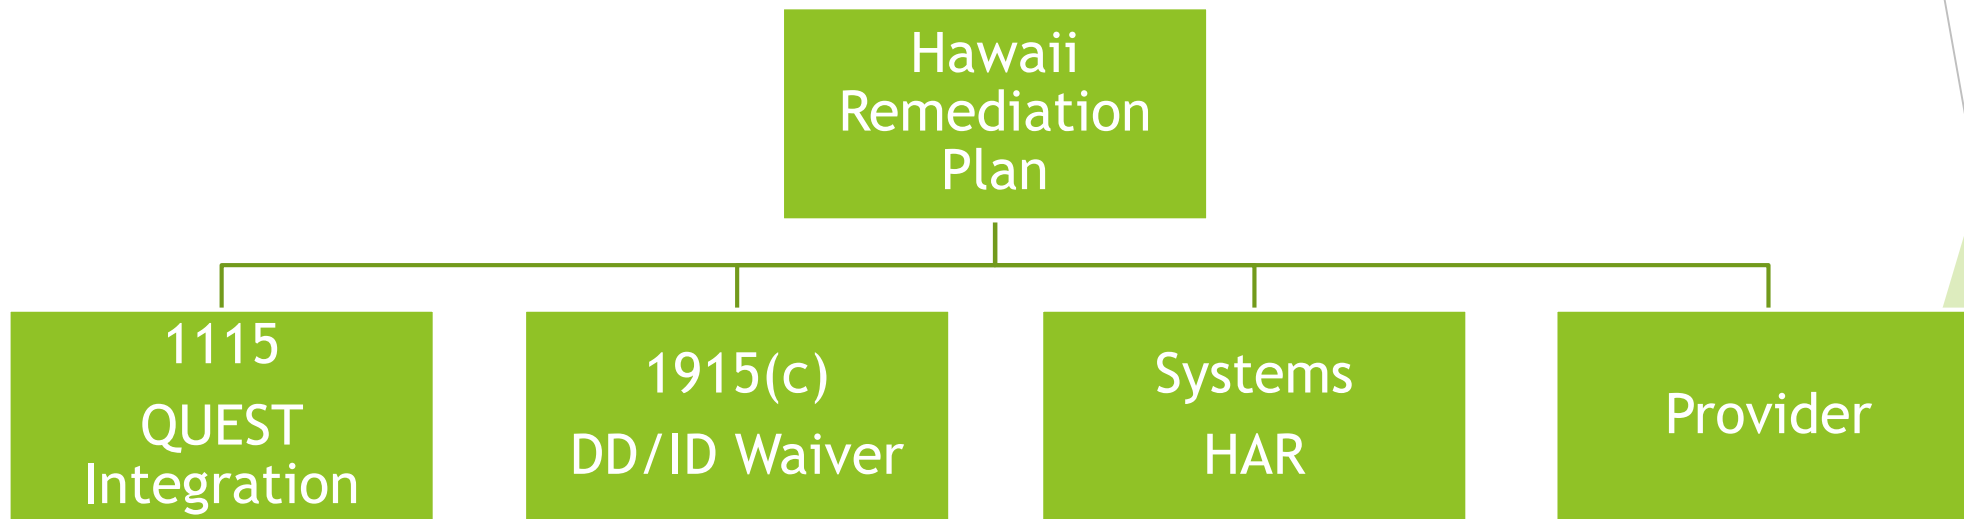 Hawaii
Remediation
Plan
1115
QUEST
Integration
1915(c)
DD/ID Waiver
Systems
HAR
Provider